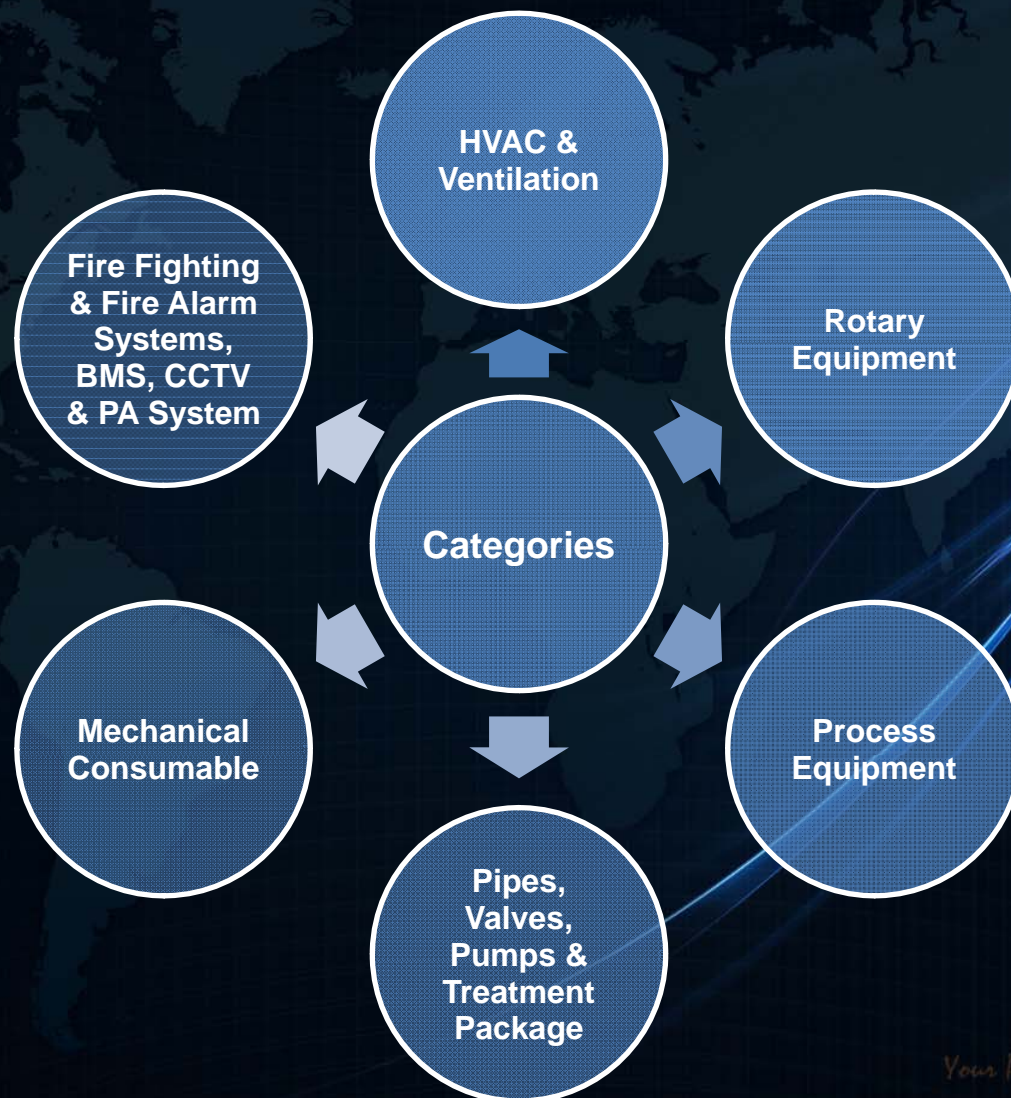 HVAC &
Ventilation
Fire Fighting
& Fire Alarm
Systems,
BMS, CCTV
& PA System
Rotary
Equipment
Categories
Mechanical
Consumable
Process
Equipment
Pipes,
Valves,
Pumps &
Treatment
Package
Your